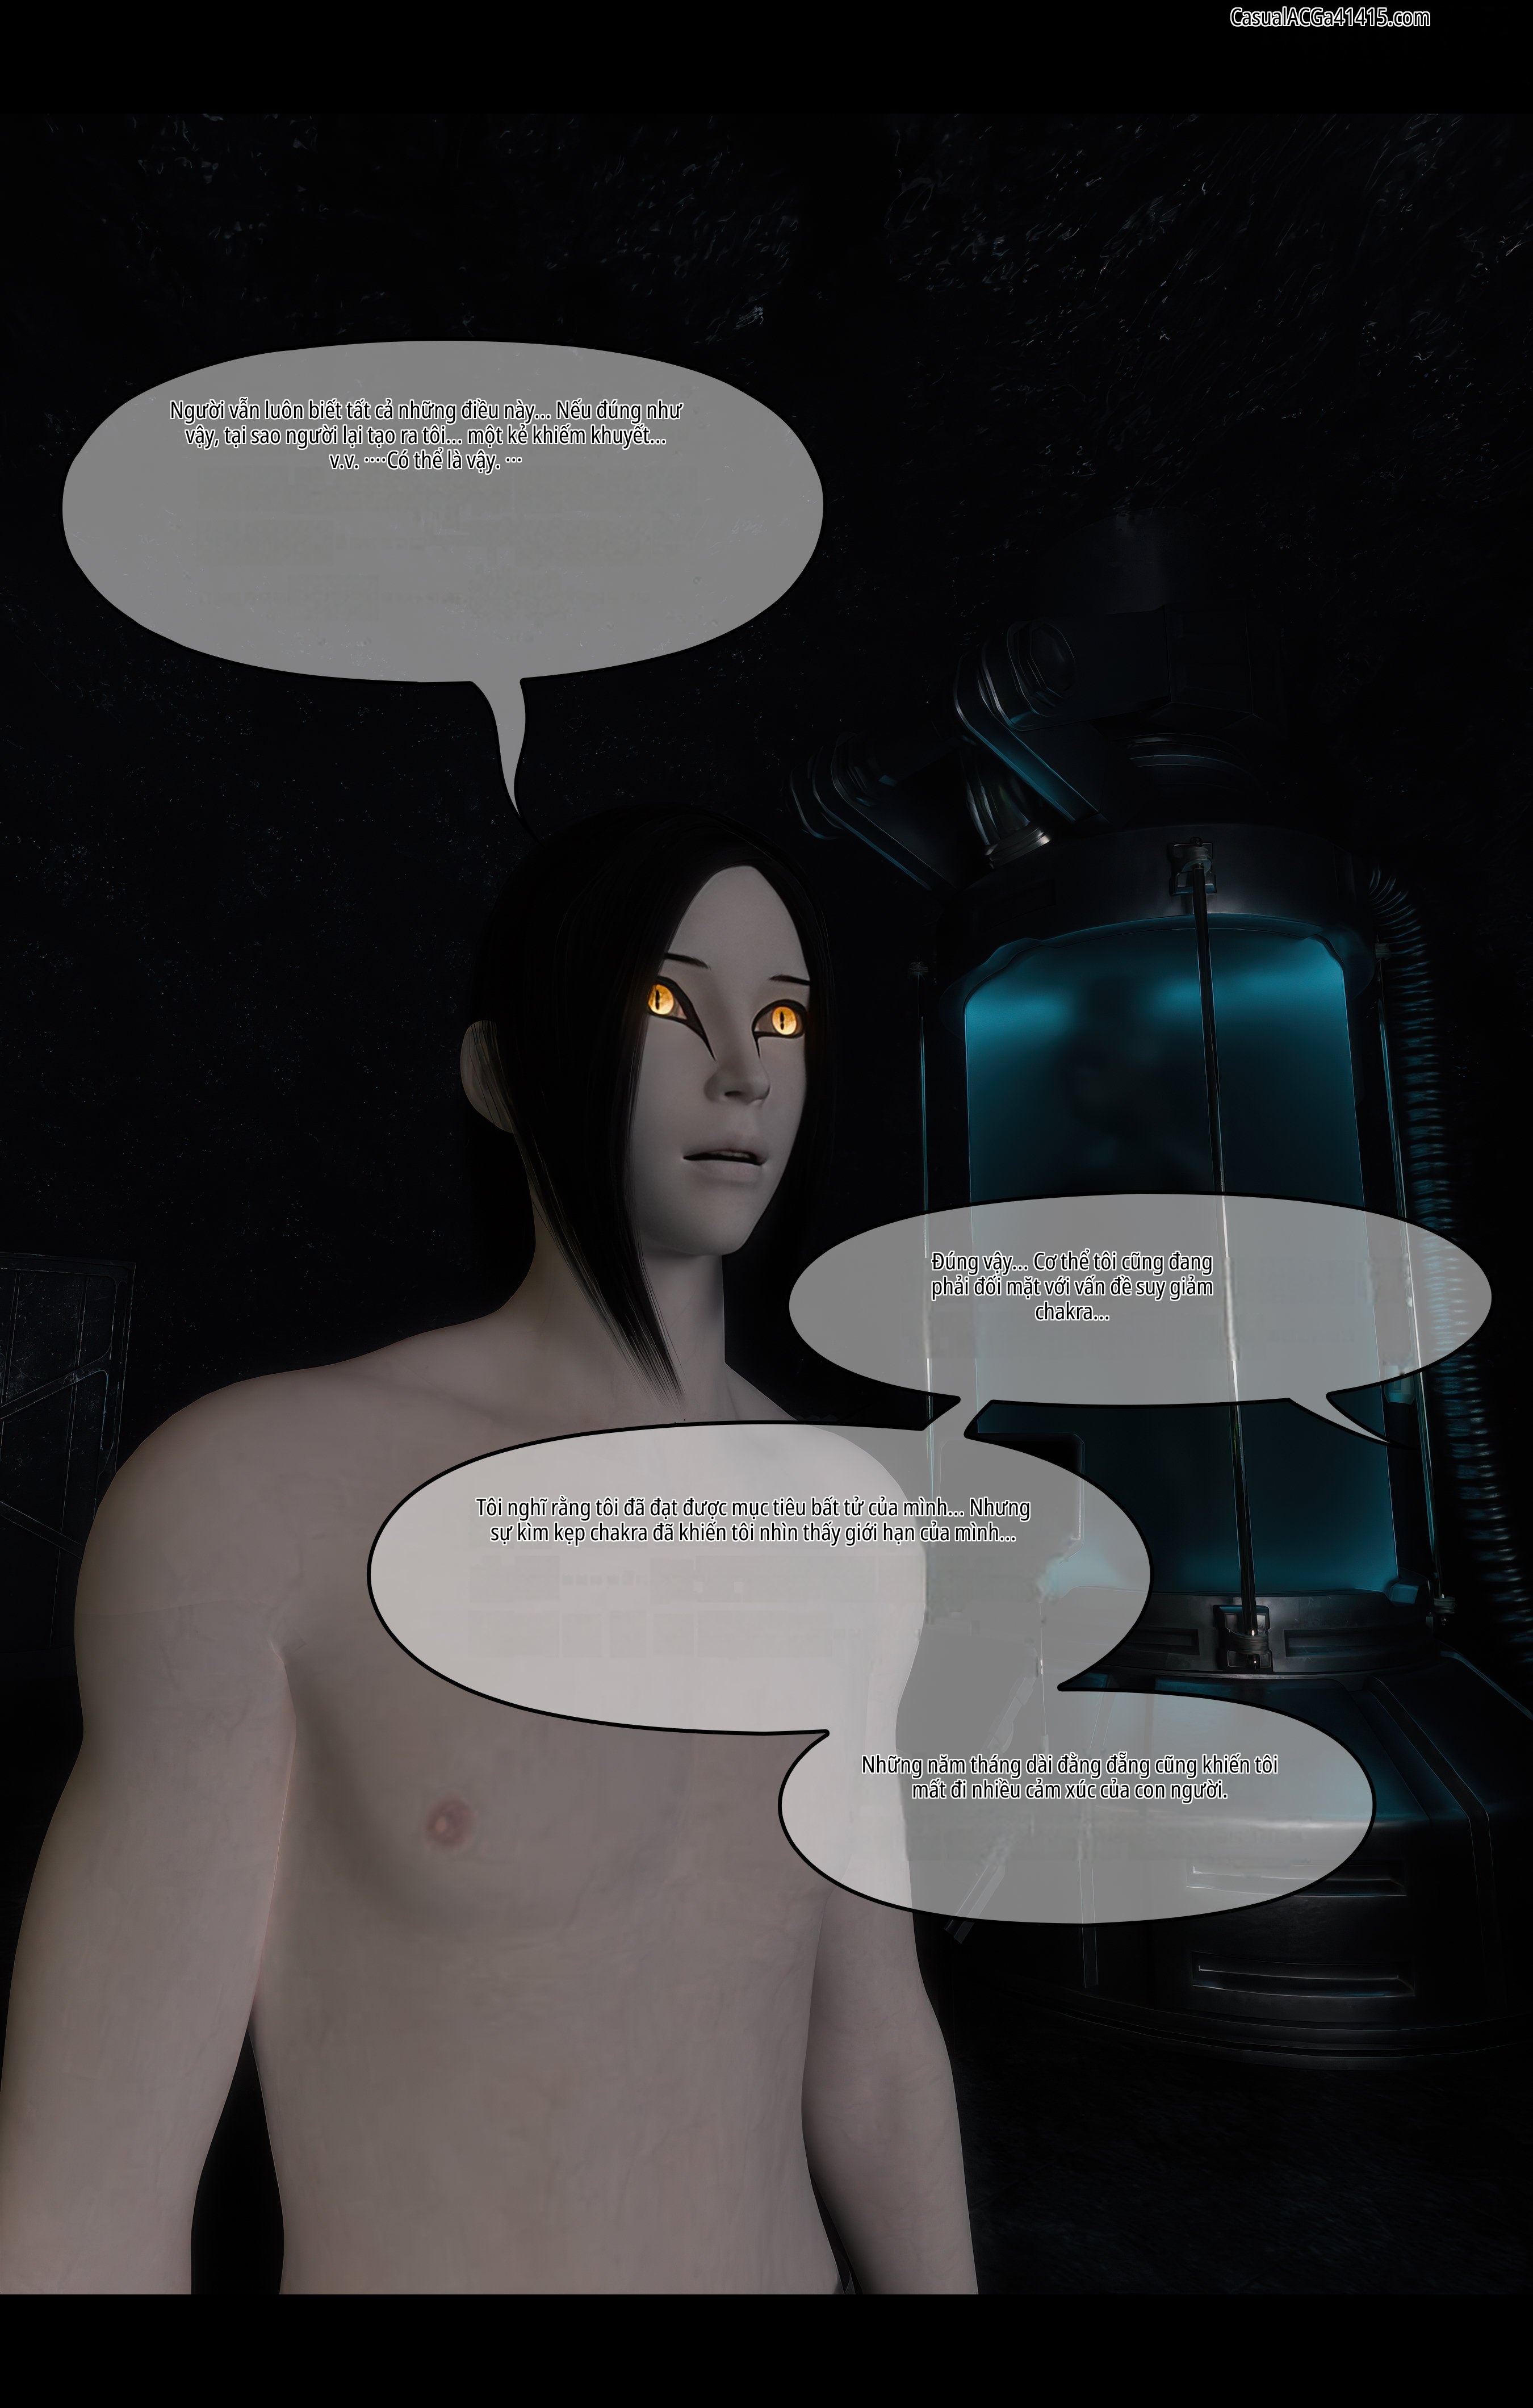 CasualACGa41415.com
Người vẫn luôn biết tất cả những điều này... Nếu đúng như
vậy, tại sao người lại tạo ra tôi... một kẻ khiếm khuyết...
v.v. ····Có thể là vậy. ···
Đúng vậy... Cơ thể tôi cũng đang
phải đối mặt với vấn đề suy giảm
chakra...
Tôi nghĩ rằng tôi đã đạt được mục tiêu bất tử của mình... Nhưng
sự kìm kẹp chakra đã khiến tôi nhìn thấy giới hạn của mình...
Những năm tháng dài đằng đẵng cũng khiến tôi
mất đi nhiều cảm xúc của con người.